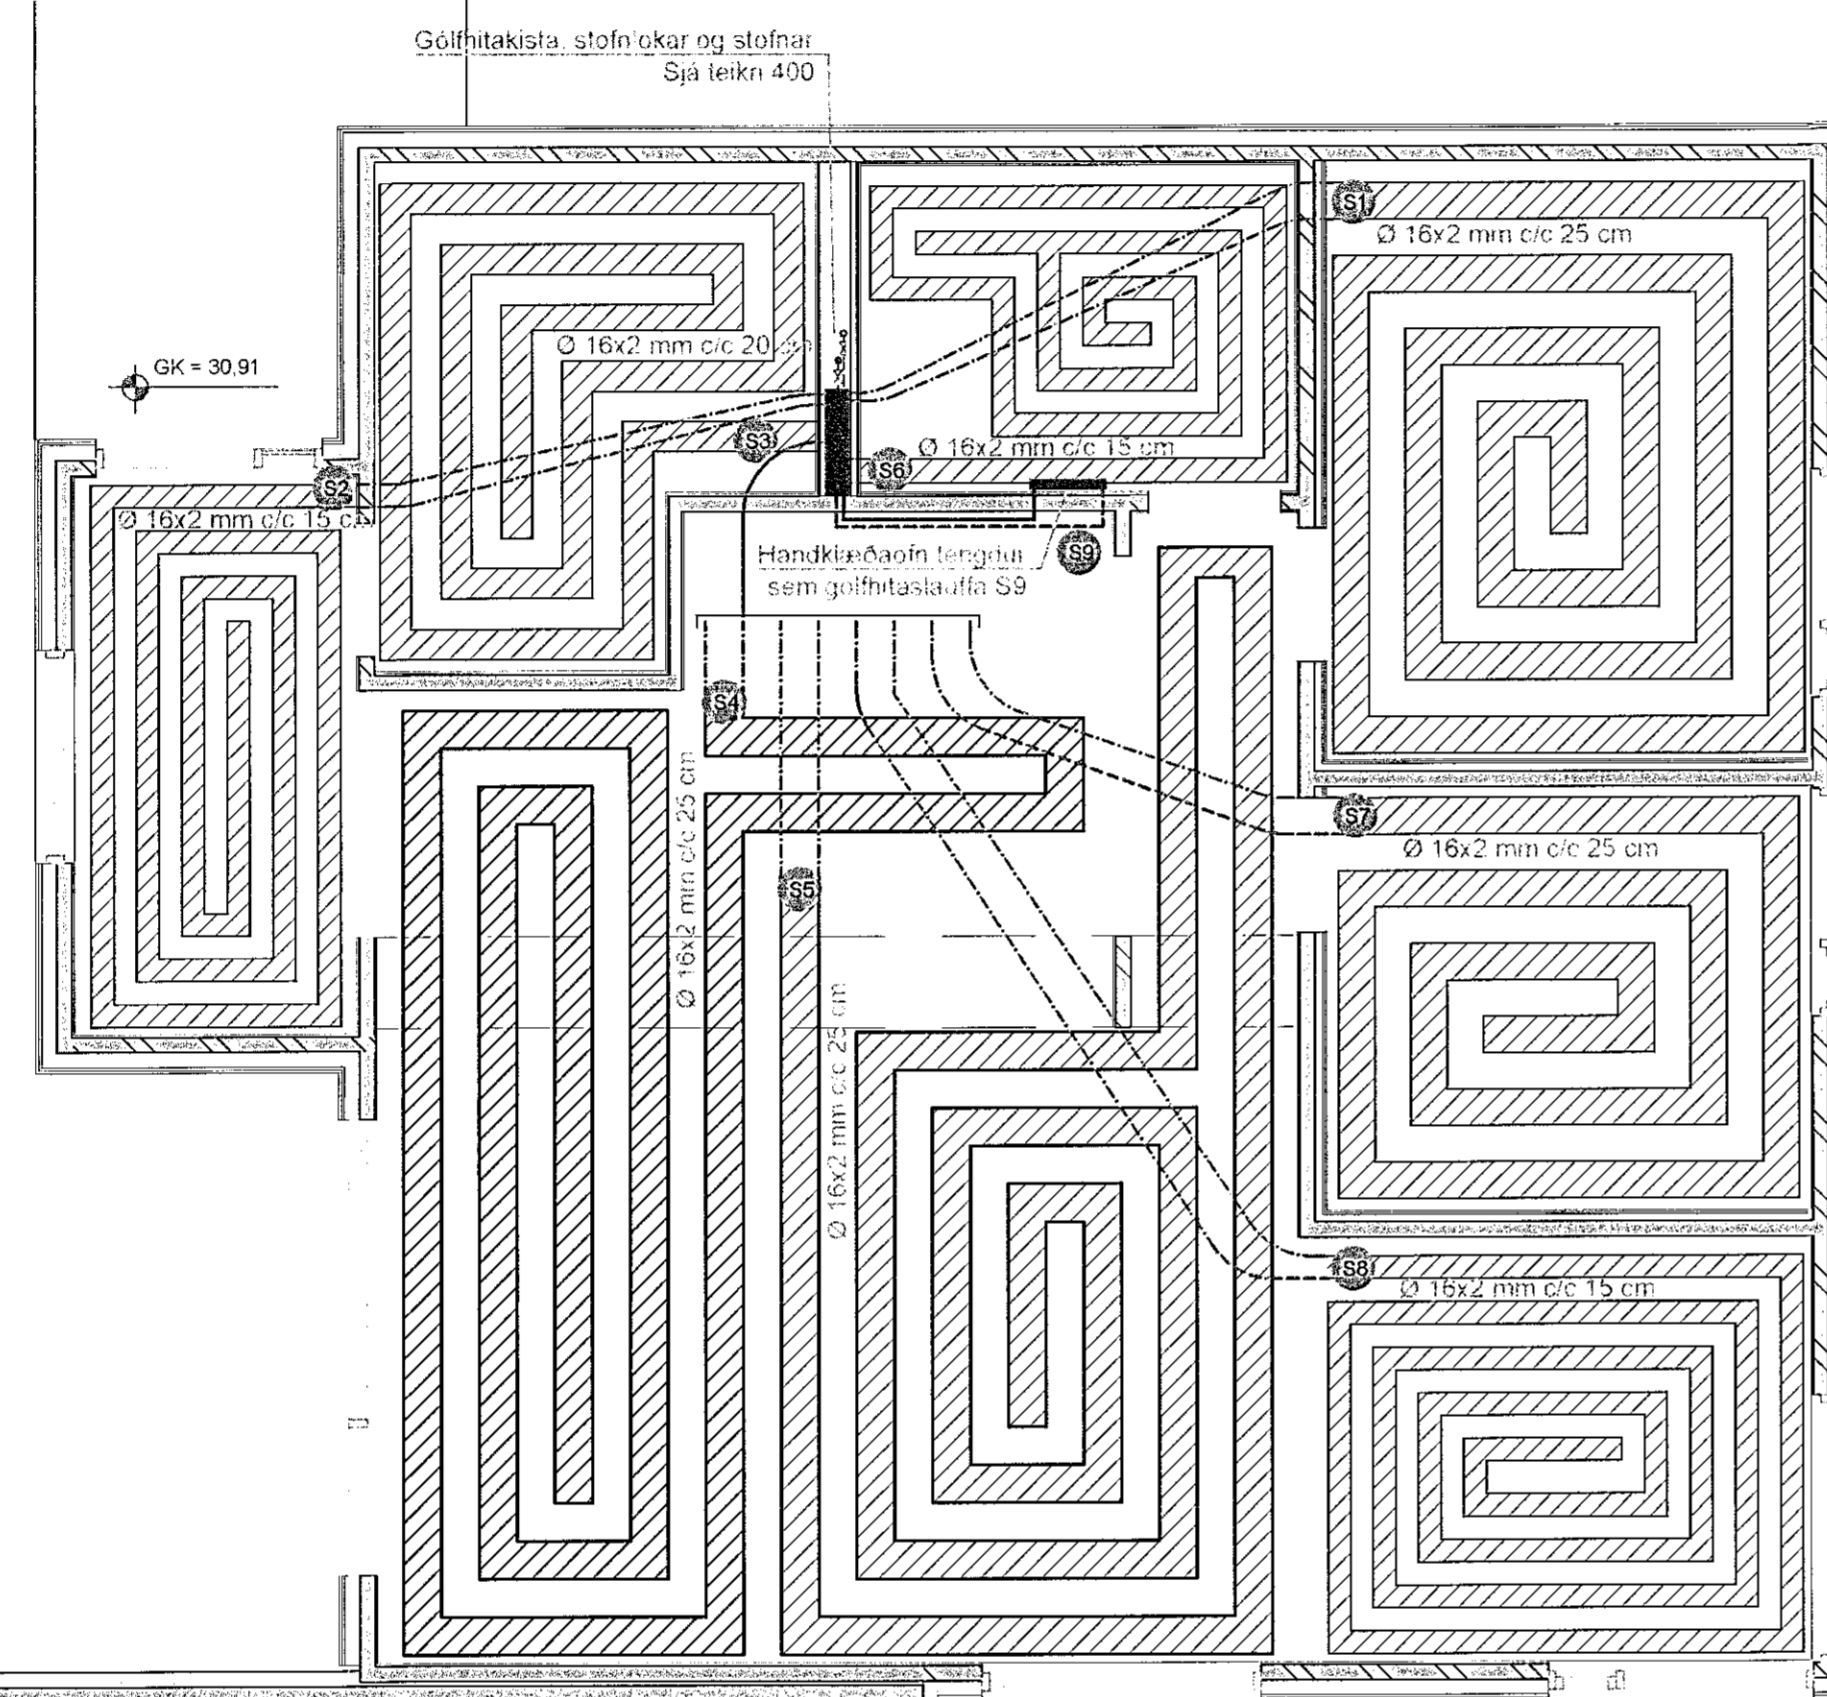 Gólfhitakista, stofnlokar og stofnar
Sjá teikn 400
S1
Ø 16x2 mm c/c 25 cm
Ø 16x2 mm c/c 20 cm
GK = 30,91
S3
S6
Ø 16x2 mm c/c 15 cm
S2
Ø 16x2 mm c/c 15 cm
Handklæðaofn tengdur
sem gólfhitaslaufa S9
S9
S4
Ø 16x2 mm c/c 25 cm
S7
Ø 16x2 mm c/c 25 cm
S5
Ø 16x2 mm c/c 25 cm
S8
Ø 16x2 mm c/c 15 cm